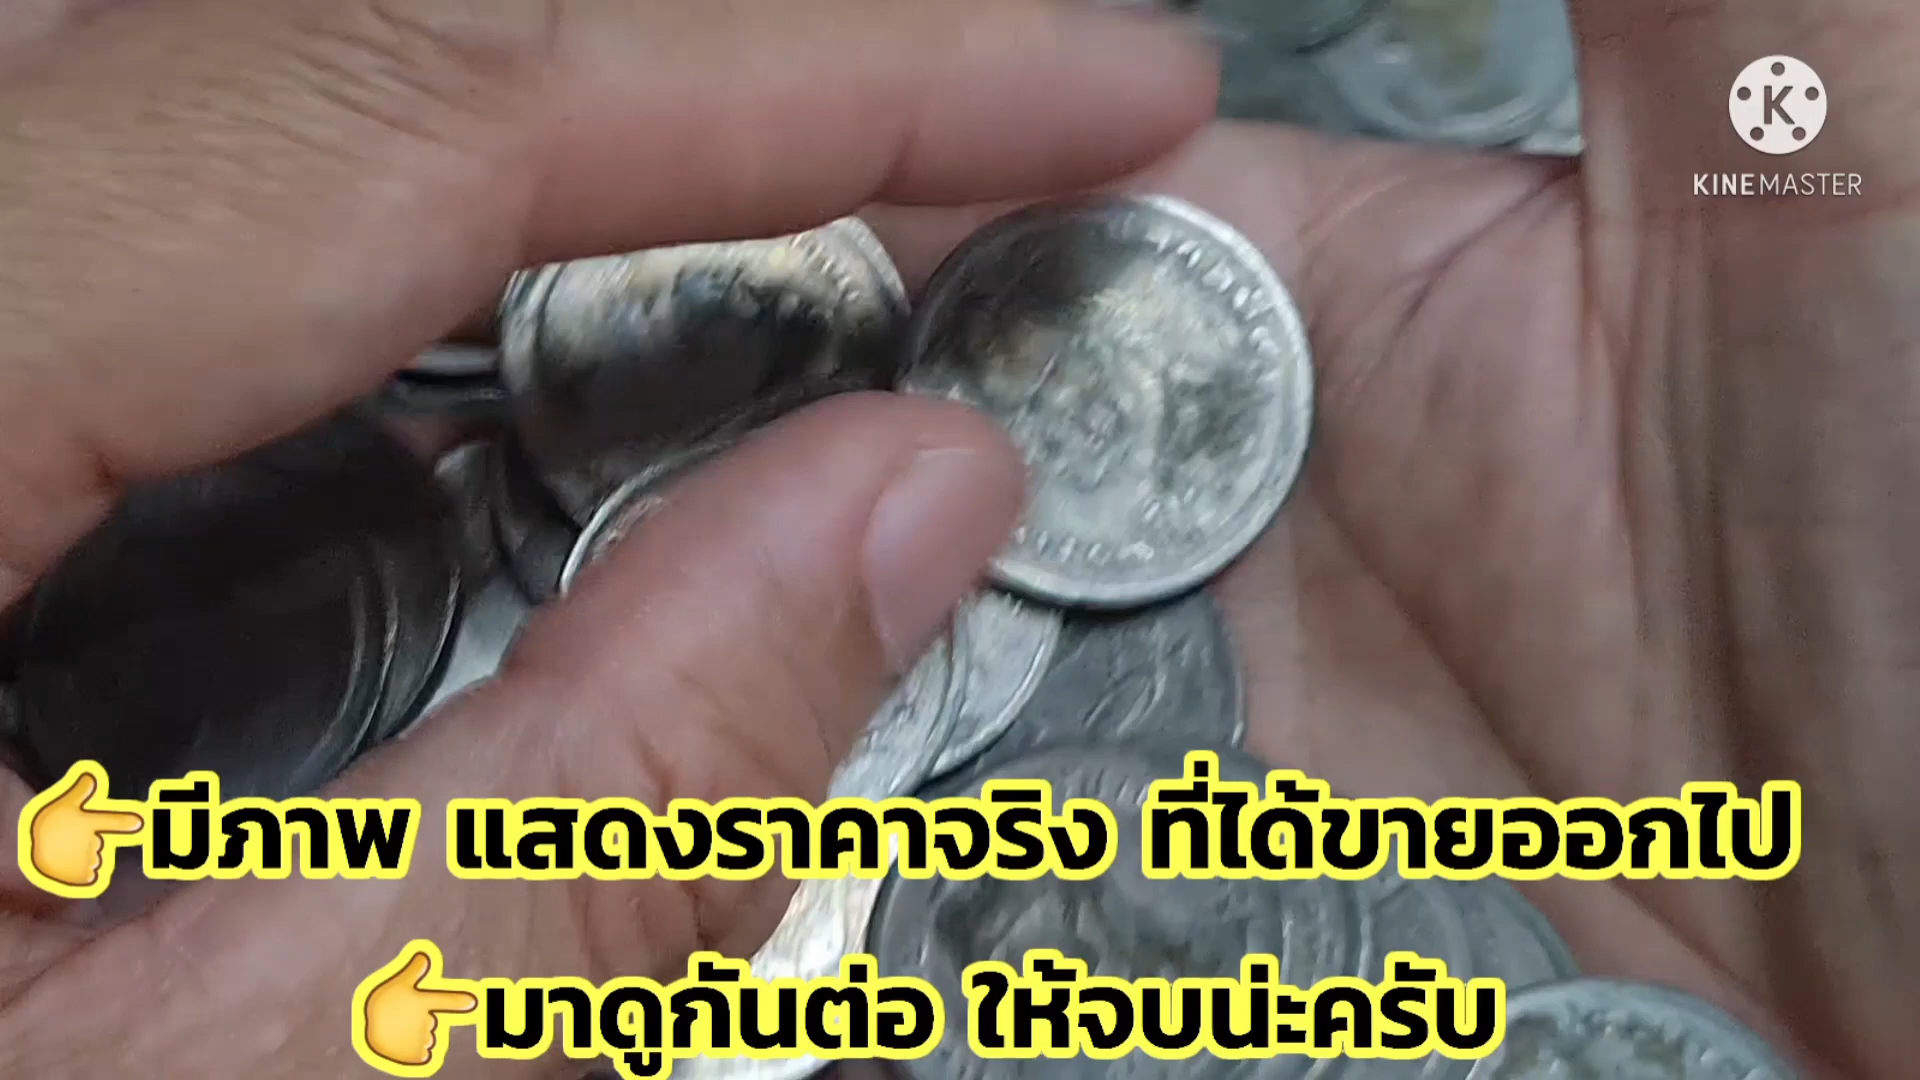 K
KINEMASTER
👉มีภาพ แสดงราคาจริง ที่ได้ขายออกไป
👉มาดูกันต่อ ให้จบน่ะครับ